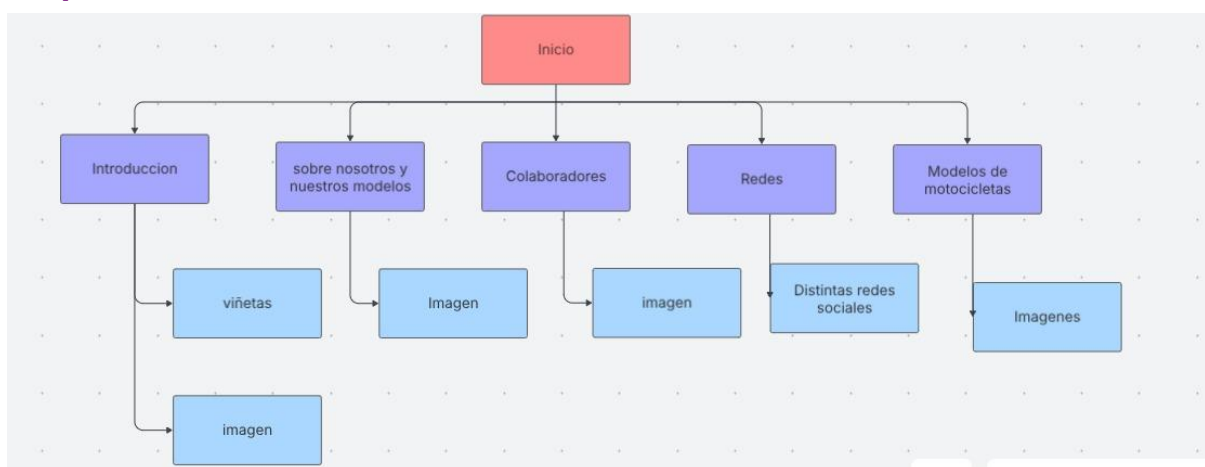 Inicio
Introduccion
sobre nosotros y
nuestros modelos
Colaboradores
Redes
Modelos de
motocicletas
viñetas
Imagen
imagen
Distintas redes
sociales
Imagenes
imagen